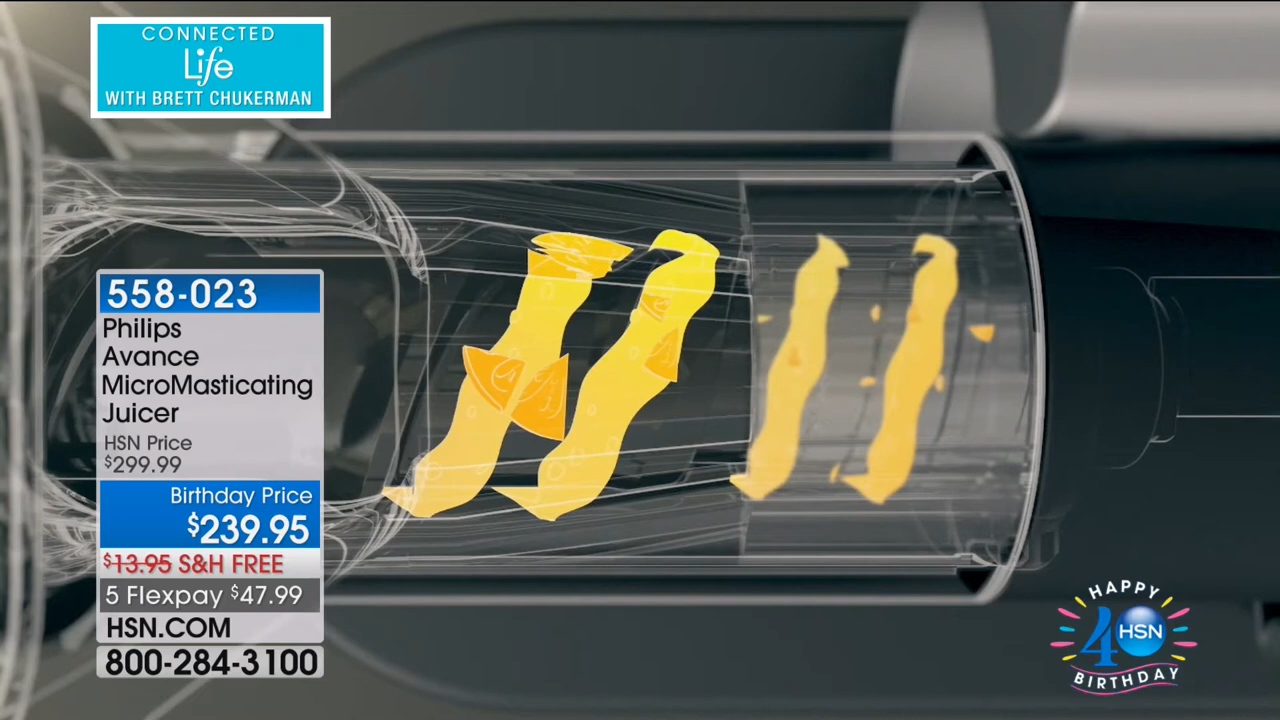 CONNECTED
Life
WITH BRETT CHUKERMAN
558-023
Philips
Avance
MicroMasticating
Juicer
HSN Price
$299.99
Birthday Price
$239.95
$13.95 S&H FREE
5 Flexpay $47.99
HSN.COM
800-284-3100
HAPPY
40 HSN
BIRTHDAY